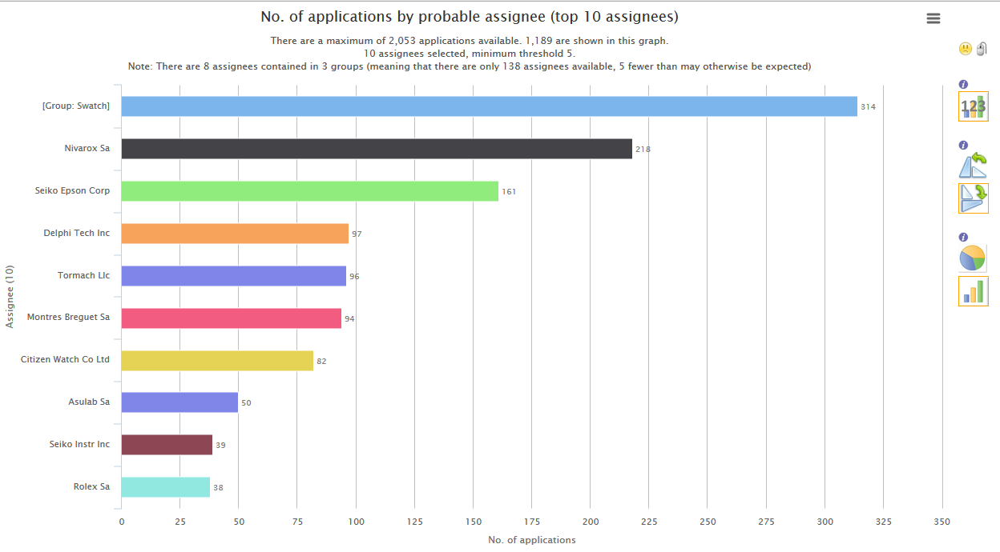 No. of applications by probable assignee (top 10 assignees)
There are a maximum of 2,053 applications available. 1,189 are shown in this graph.
10 assignees selected, minimum threshold 5.
Note: There are 8 assignees contained in 3 groups (meaning that there are only 138 assignees available, 5 fewer than may otherwise be expected)
[Group: Swatch] 314
Nivarox Sa 218
Seiko Epson Corp 161
Delphi Tech Inc 97
Tormach Llc 96
Montres Breguet Sa 94
Citizen Watch Co Ltd 82
Asulab Sa 50
Seiko Instr Inc 39
Rolex Sa 38
Assignee (10)
0 25 50 75 100 125 150 175 200 225 250 275 300 325 350
No. of applications
i
123
i
i